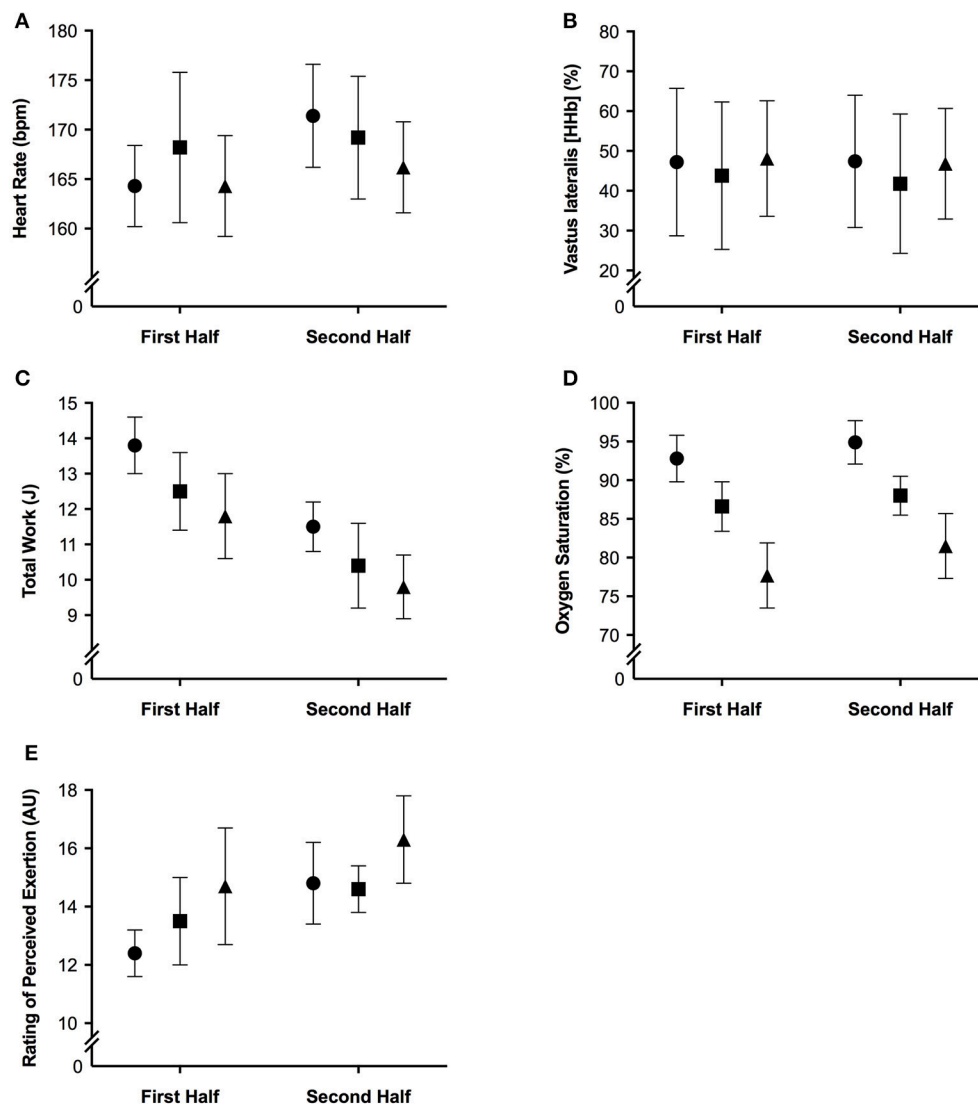 A
Heart Rate (bpm)
180
175
170
165
160
0
First Half
Second Half
B
Vastus lateralis [HHb] (%)
80
70
60
50
40
30
20
0
First Half
Second Half
C
Total Work (J)
15
14
13
12
11
10
9
0
First Half
Second Half
D
Oxygen Saturation (%)
100
95
90
85
80
75
70
0
First Half
Second Half
E
Rating of Perceived Exertion (AU)
18
16
14
12
10
0
First Half
Second Half